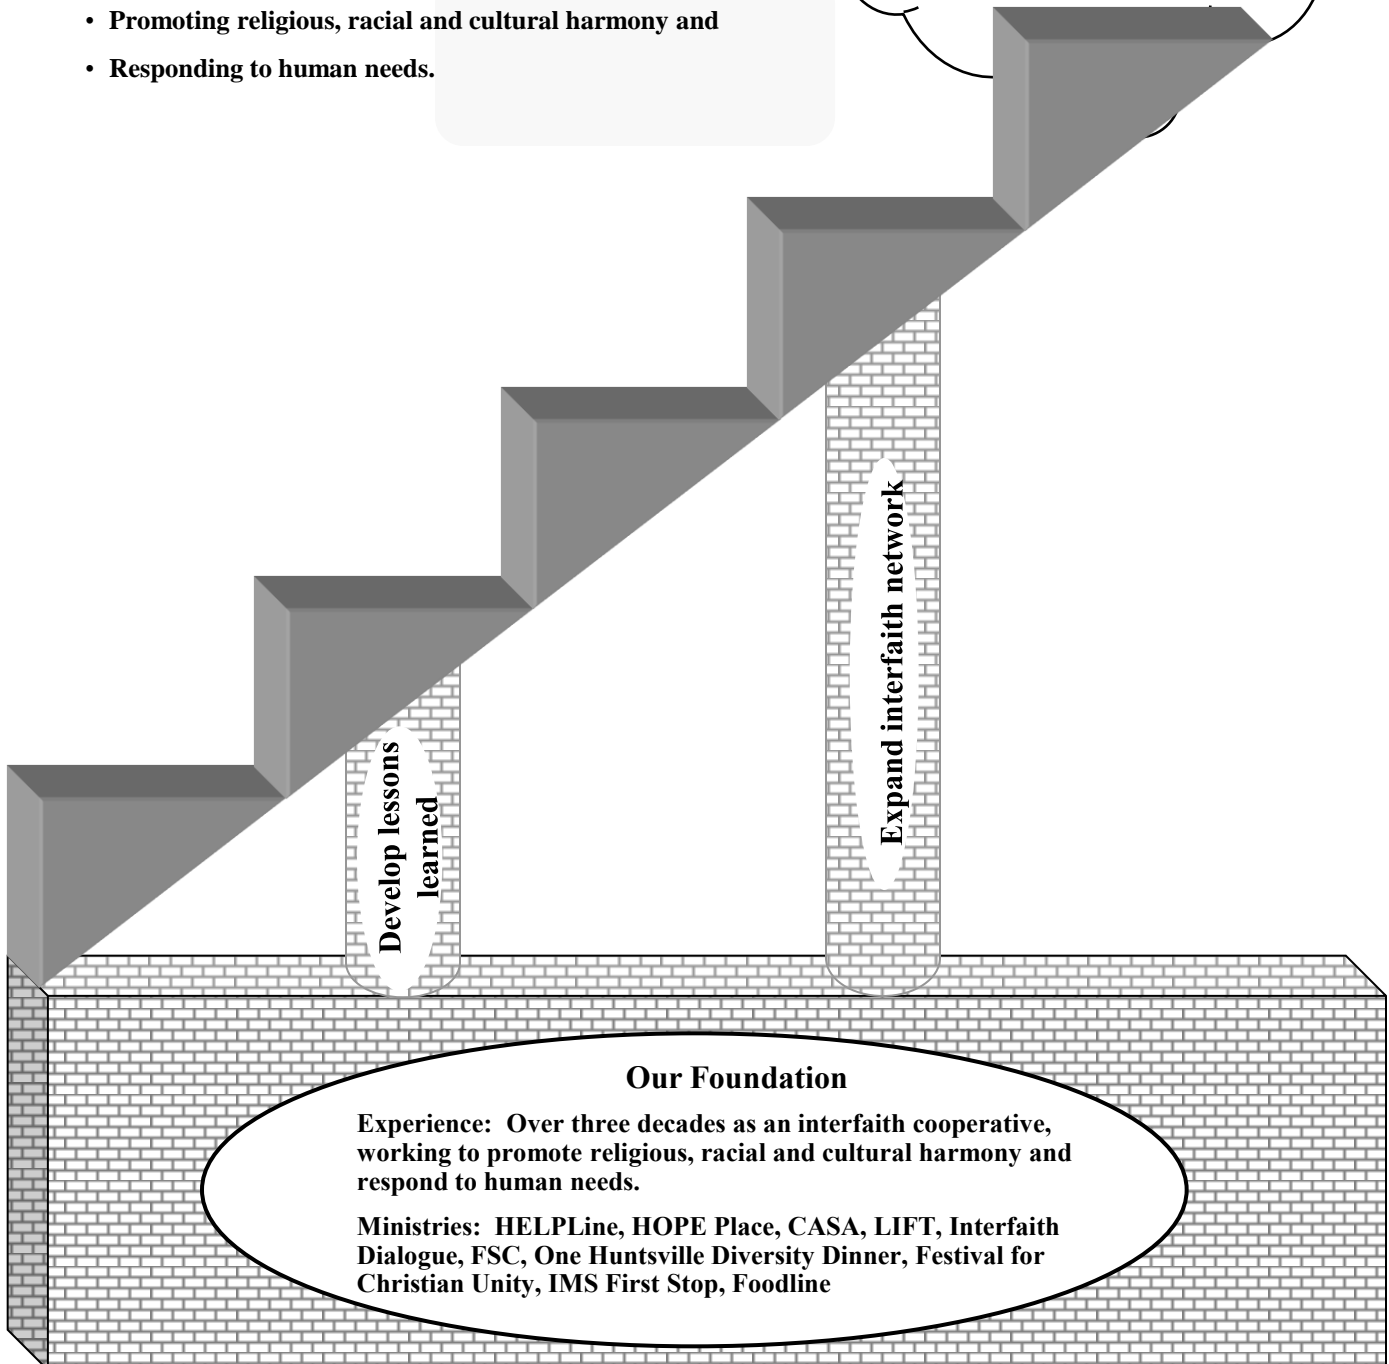 • Promoting religious, racial and cultural harmony and
• Responding to human needs.
Develop lessons
learned
Expand interfaith network
Our Foundation
Experience:  Over three decades as an interfaith cooperative,
working to promote religious, racial and cultural harmony and
respond to human needs.
Ministries:  HELPLine, HOPE Place, CASA, LIFT, Interfaith
Dialogue, FSC, One Huntsville Diversity Dinner, Festival for
Christian Unity, IMS First Stop, Foodline